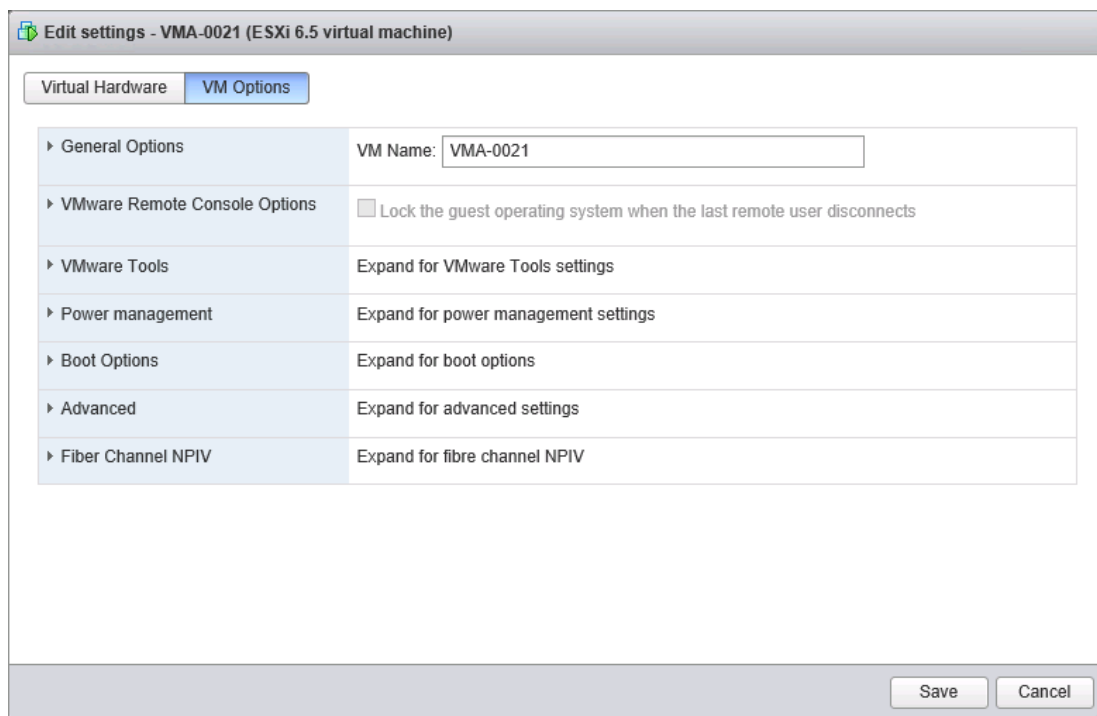 Edit settings - VMA-0021 (ESXi 6.5 virtual machine)
Virtual Hardware VM Options
General Options VM Name: VMA-0021
VMware Remote Console Options Lock the guest operating system when the last remote user disconnects
VMware Tools Expand for VMware Tools settings
Power management Expand for power management settings
Boot Options Expand for boot options
Advanced Expand for advanced settings
Fiber Channel NPIV Expand for fibre channel NPIV
Save Cancel